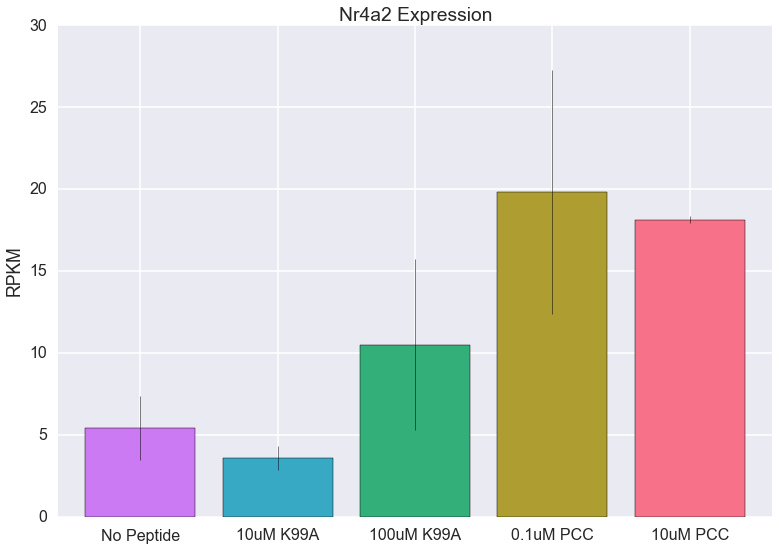 Nr4a2 Expression
RPKM
30
25
20
15
10
5
0
No Peptide
10uM K99A
100uM K99A
0.1uM PCC
10uM PCC